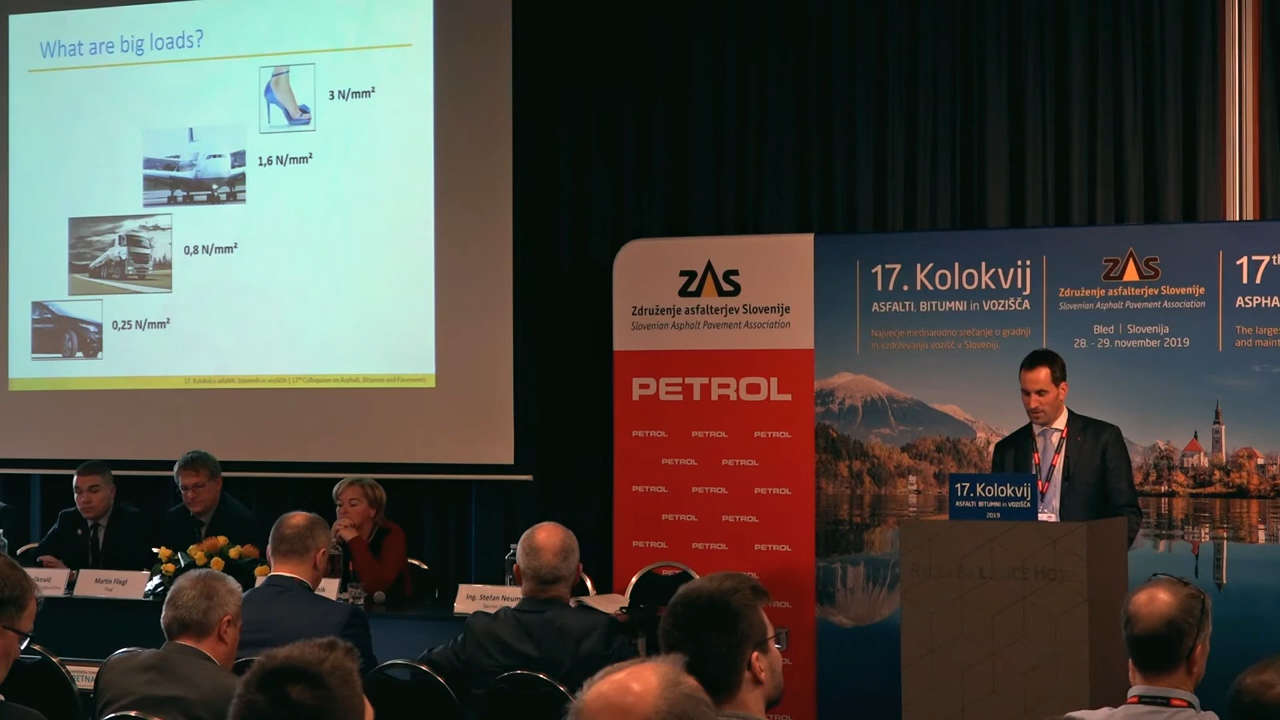 What are big loads?
3 N/mm²
1,6 N/mm²
0,8 N/mm²
0,25 N/mm²
17. Kolokvij o asfaltih, bitumnih in voziščih | 17th Colloquium on Asphalt, Bitumen and Pavements
ZAS
Združenje asfalterjev Slovenije
Slovenian Asphalt Pavement Association
PETROL
PETROL PETROL PETROL
PETROL PETROL
PETROL PETROL PETROL
PETROL PETROL
PETROL PETROL PETROL
17. Kolokvij
ASFALTI, BITUMNI in VOZIŠČA
Največje mednarodno srečanje o gradnji
in vzdrževanju vozišč v Sloveniji.
ZAS
Združenje asfalterjev Slovenije
Slovenian Asphalt Pavement Association
Bled | Slovenija
28. - 29. november 2019
17th
ASPHA
The larges
and maint
17. Kolokvij
ASFALTI BITUMNI in VOZIŠČA
2019
Martin Fliegl
Ing. Stefan Neum